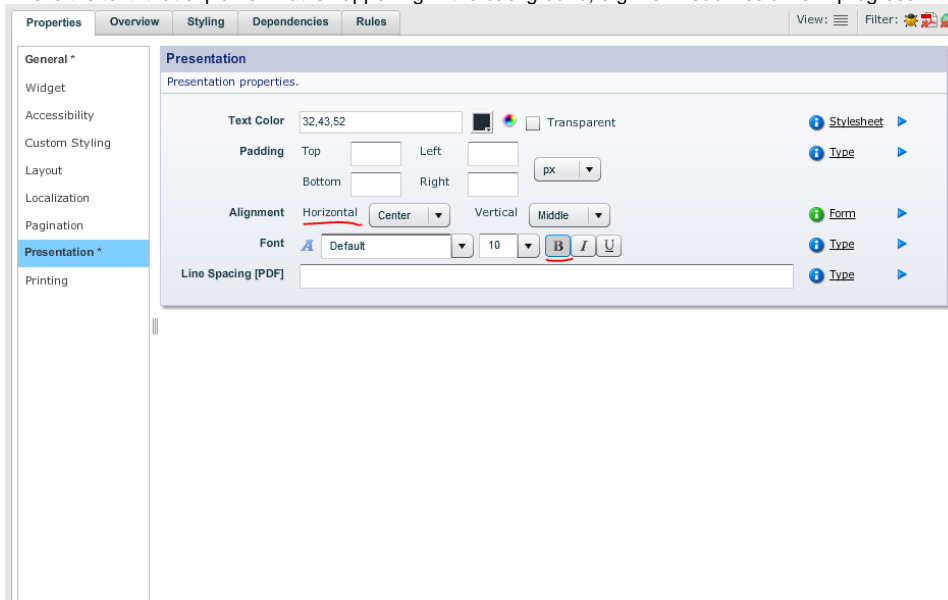 Properties Overview Styling Dependencies Rules View: Filter:
General *
Widget
Accessibility
Custom Styling
Layout
Localization
Pagination
Presentation *
Printing
Presentation
Presentation properties.
Text Color 32,43,52 Transparent Stylesheet
Padding Top Left px Type
Bottom Right
Alignment Horizontal Center Vertical Middle Form
Font A Default 10 B I U Type
Line Spacing [PDF] Type